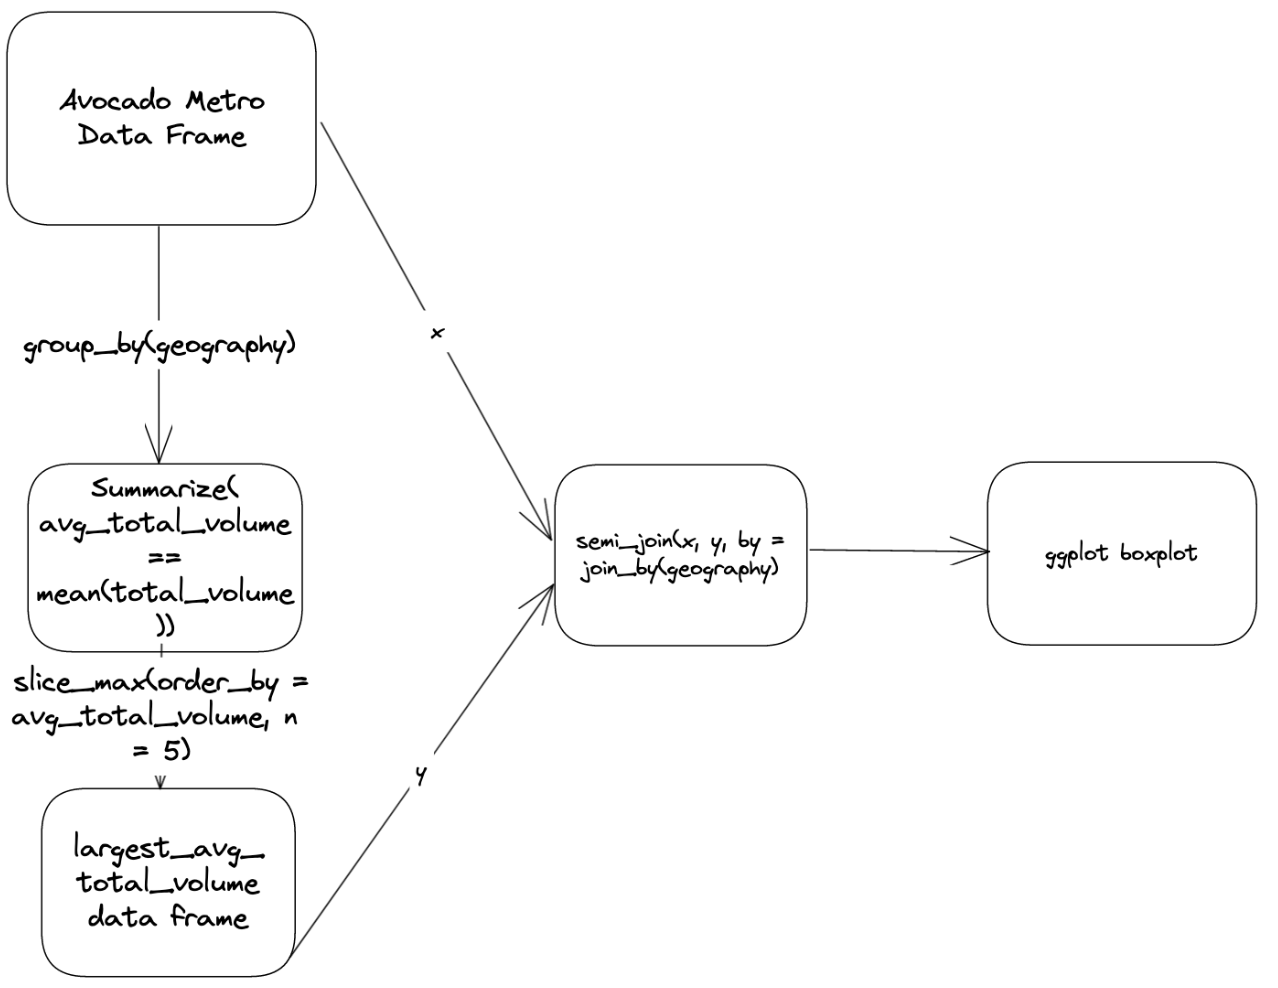 Avocado Metro
Data Frame
group_by(geography)
x
Summarize(
avg_total_volume
==
mean(total_volume
))
semi_join(x, y, by =
join_by(geography)
ggplot boxplot
slice_max(order_by =
avg_total_volume, n
= 5)
y
largest_avg_
total_volume
data frame